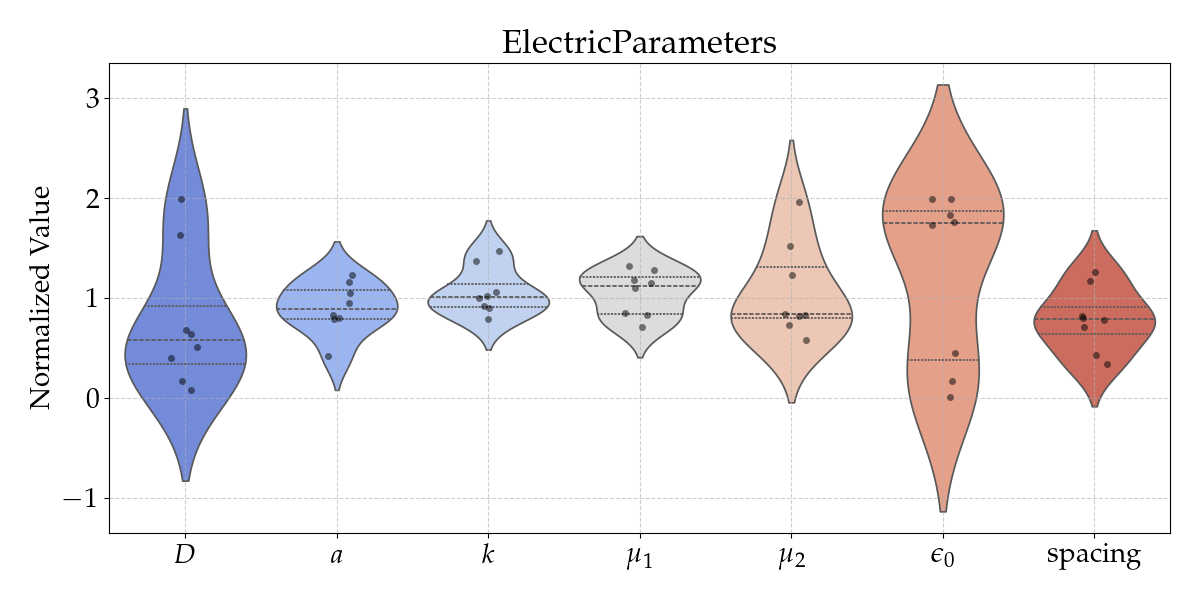 ElectricParameters
Normalized Value
3
2
1
0
−1
D
a
k
μ₁
μ₂
ϵ₀
spacing